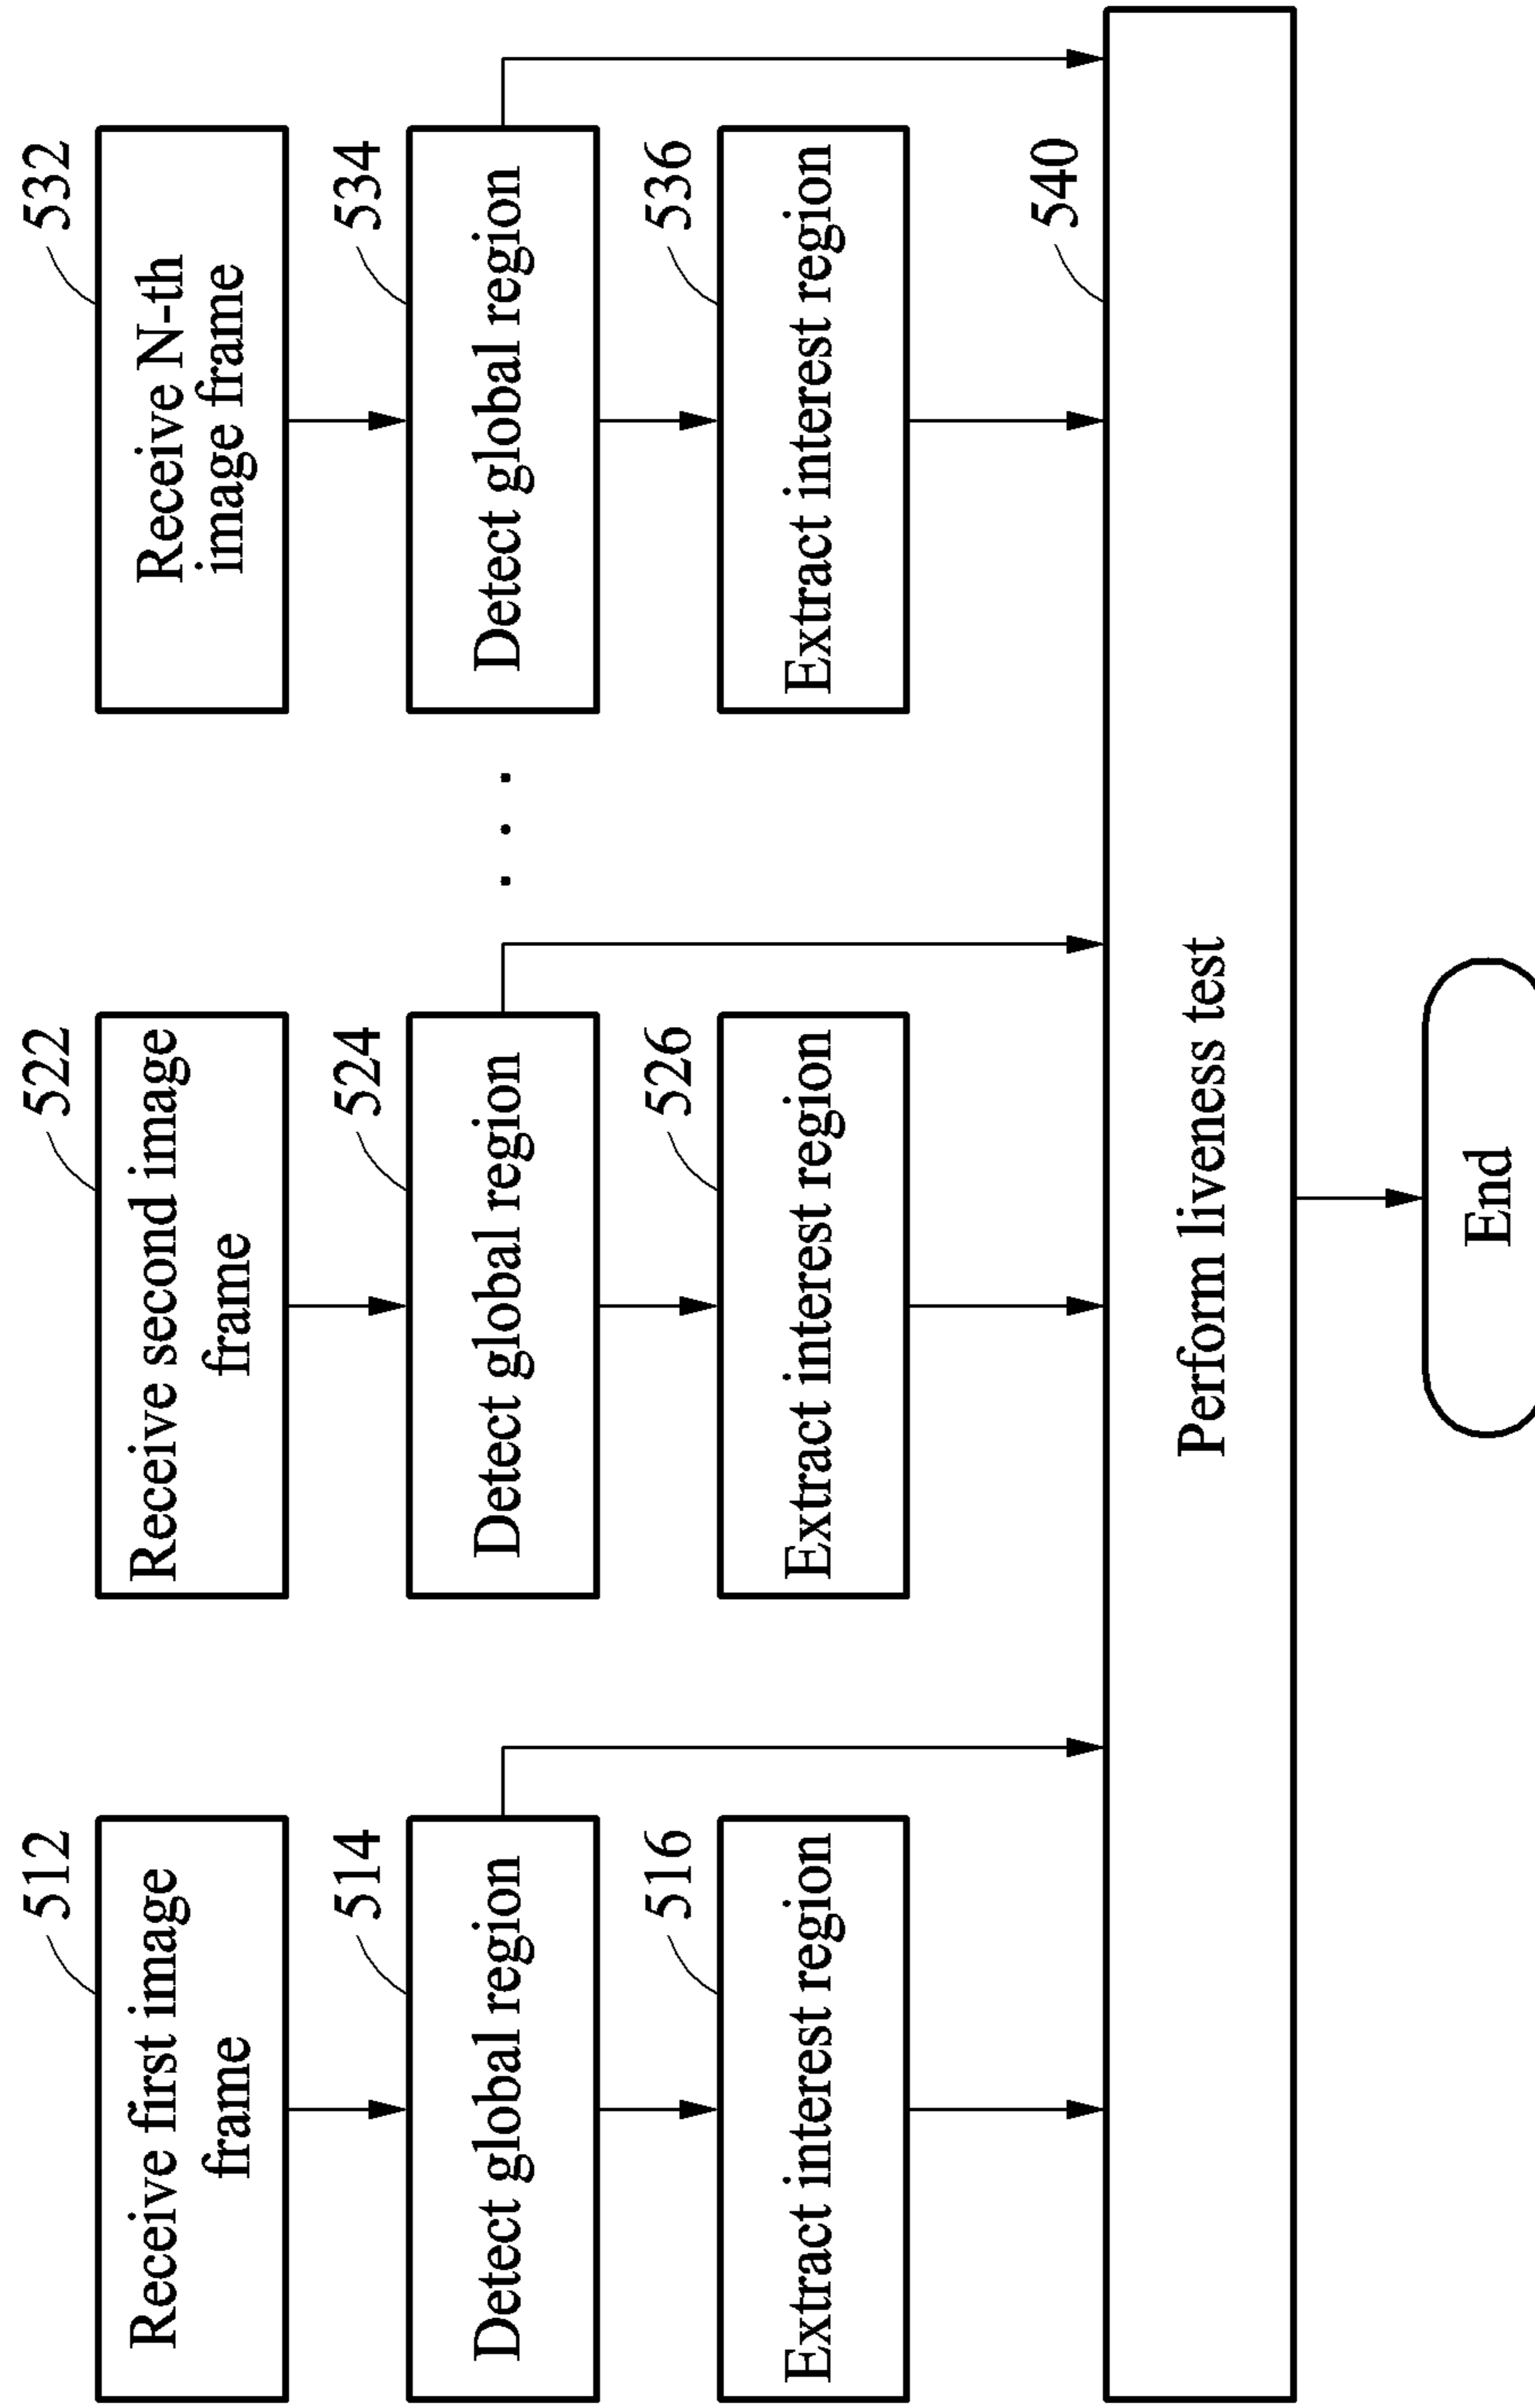 512
Receive first image
frame
514
Detect global region
516
Extract interest region
522
Receive second image
frame
524
Detect global region
526
Extract interest region
. . .
532
Receive N-th
image frame
534
Detect global region
536
Extract interest region
540
Perform liveness test
End